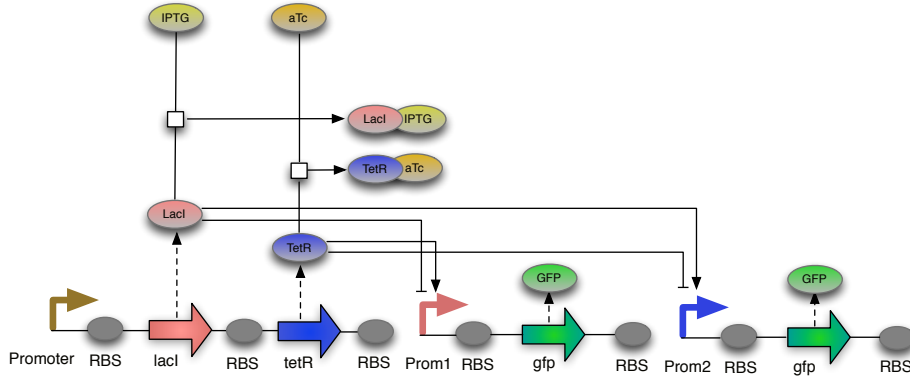 IPTG
aTc
LacI
IPTG
TetR
aTc
LacI
TetR
GFP
GFP
Promoter
RBS
lacI
RBS
tetR
RBS
Prom1
RBS
gfp
RBS
Prom2
RBS
gfp
RBS